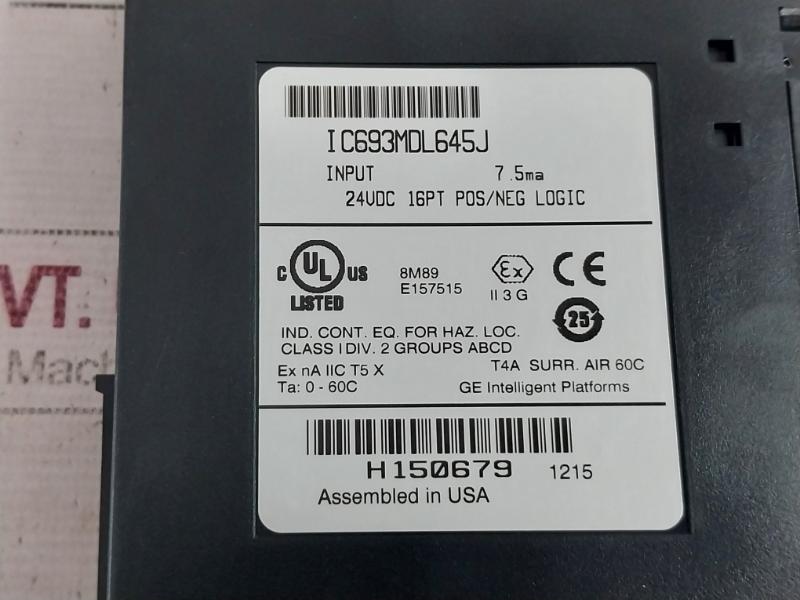 IC693MDL645J
INPUT 7.5ma
24VDC 16PT POS/NEG LOGIC
C UL US
LISTED
8M89
E157515
Ex
II 3 G
CE
25
IND. CONT. EQ. FOR HAZ. LOC.
CLASS I DIV. 2 GROUPS ABCD
Ex nA IIC T5 X
Ta: 0 - 60C
T4A SURR. AIR 60C
GE Intelligent Platforms
H150679 1215
Assembled in USA
VT.
Mach